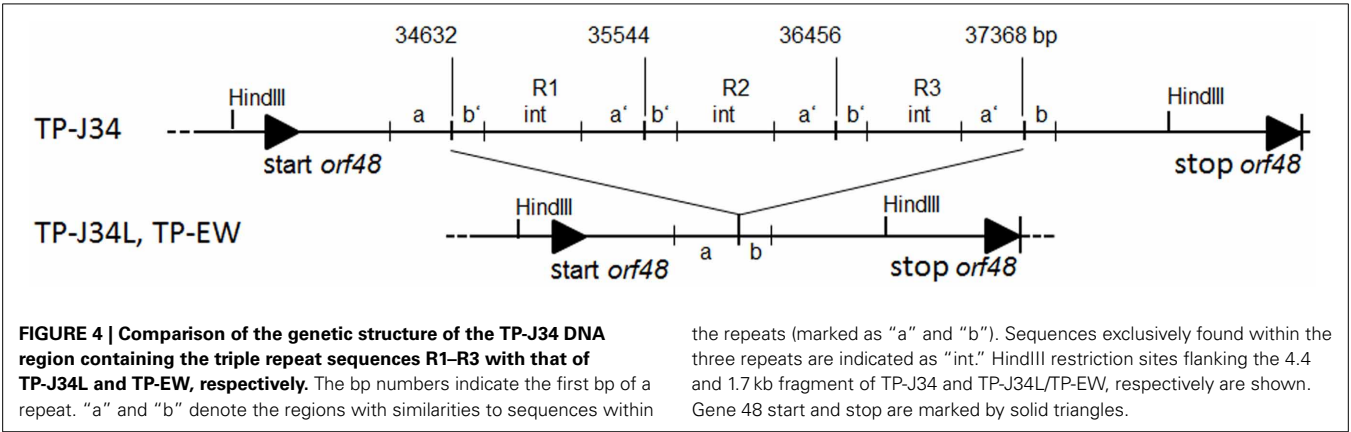 34632 35544 36456 37368 bp
R1 R2 R3
HindIII a b‘ int a‘ b‘ int a‘ b‘ int a‘ b HindIII
TP-J34
start orf48 stop orf48
HindIII HindIII
TP-J34L, TP-EW
a b
start orf48 stop orf48
FIGURE 4 | Comparison of the genetic structure of the TP-J34 DNA
region containing the triple repeat sequences R1–R3 with that of
TP-J34L and TP-EW, respectively. The bp numbers indicate the first bp of a
repeat. “a” and “b” denote the regions with similarities to sequences within
the repeats (marked as “a” and “b”). Sequences exclusively found within the
three repeats are indicated as “int.” HindIII restriction sites flanking the 4.4
and 1.7 kb fragment of TP-J34 and TP-J34L/TP-EW, respectively are shown.
Gene 48 start and stop are marked by solid triangles.